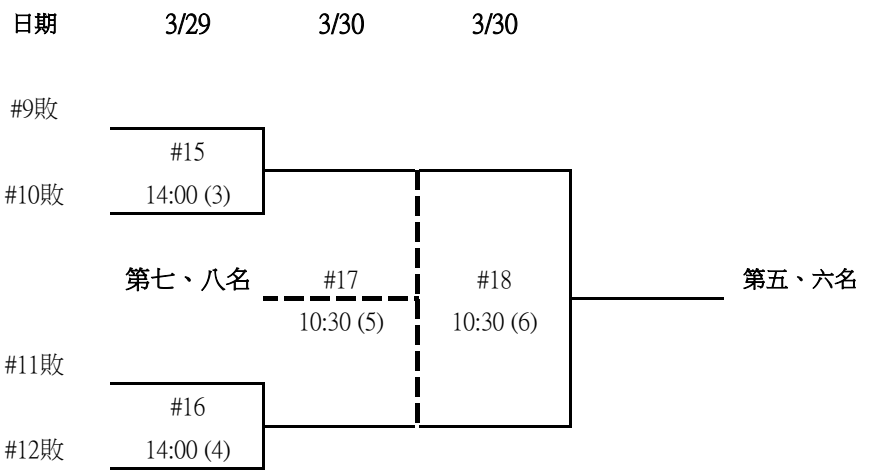 日期 3/29 3/30 3/30
#9敗
#15
#10敗 14:00 (3)
第七、八名 #17 #18 第五、六名
10:30 (5) 10:30 (6)
#11敗
#16
#12敗 14:00 (4)